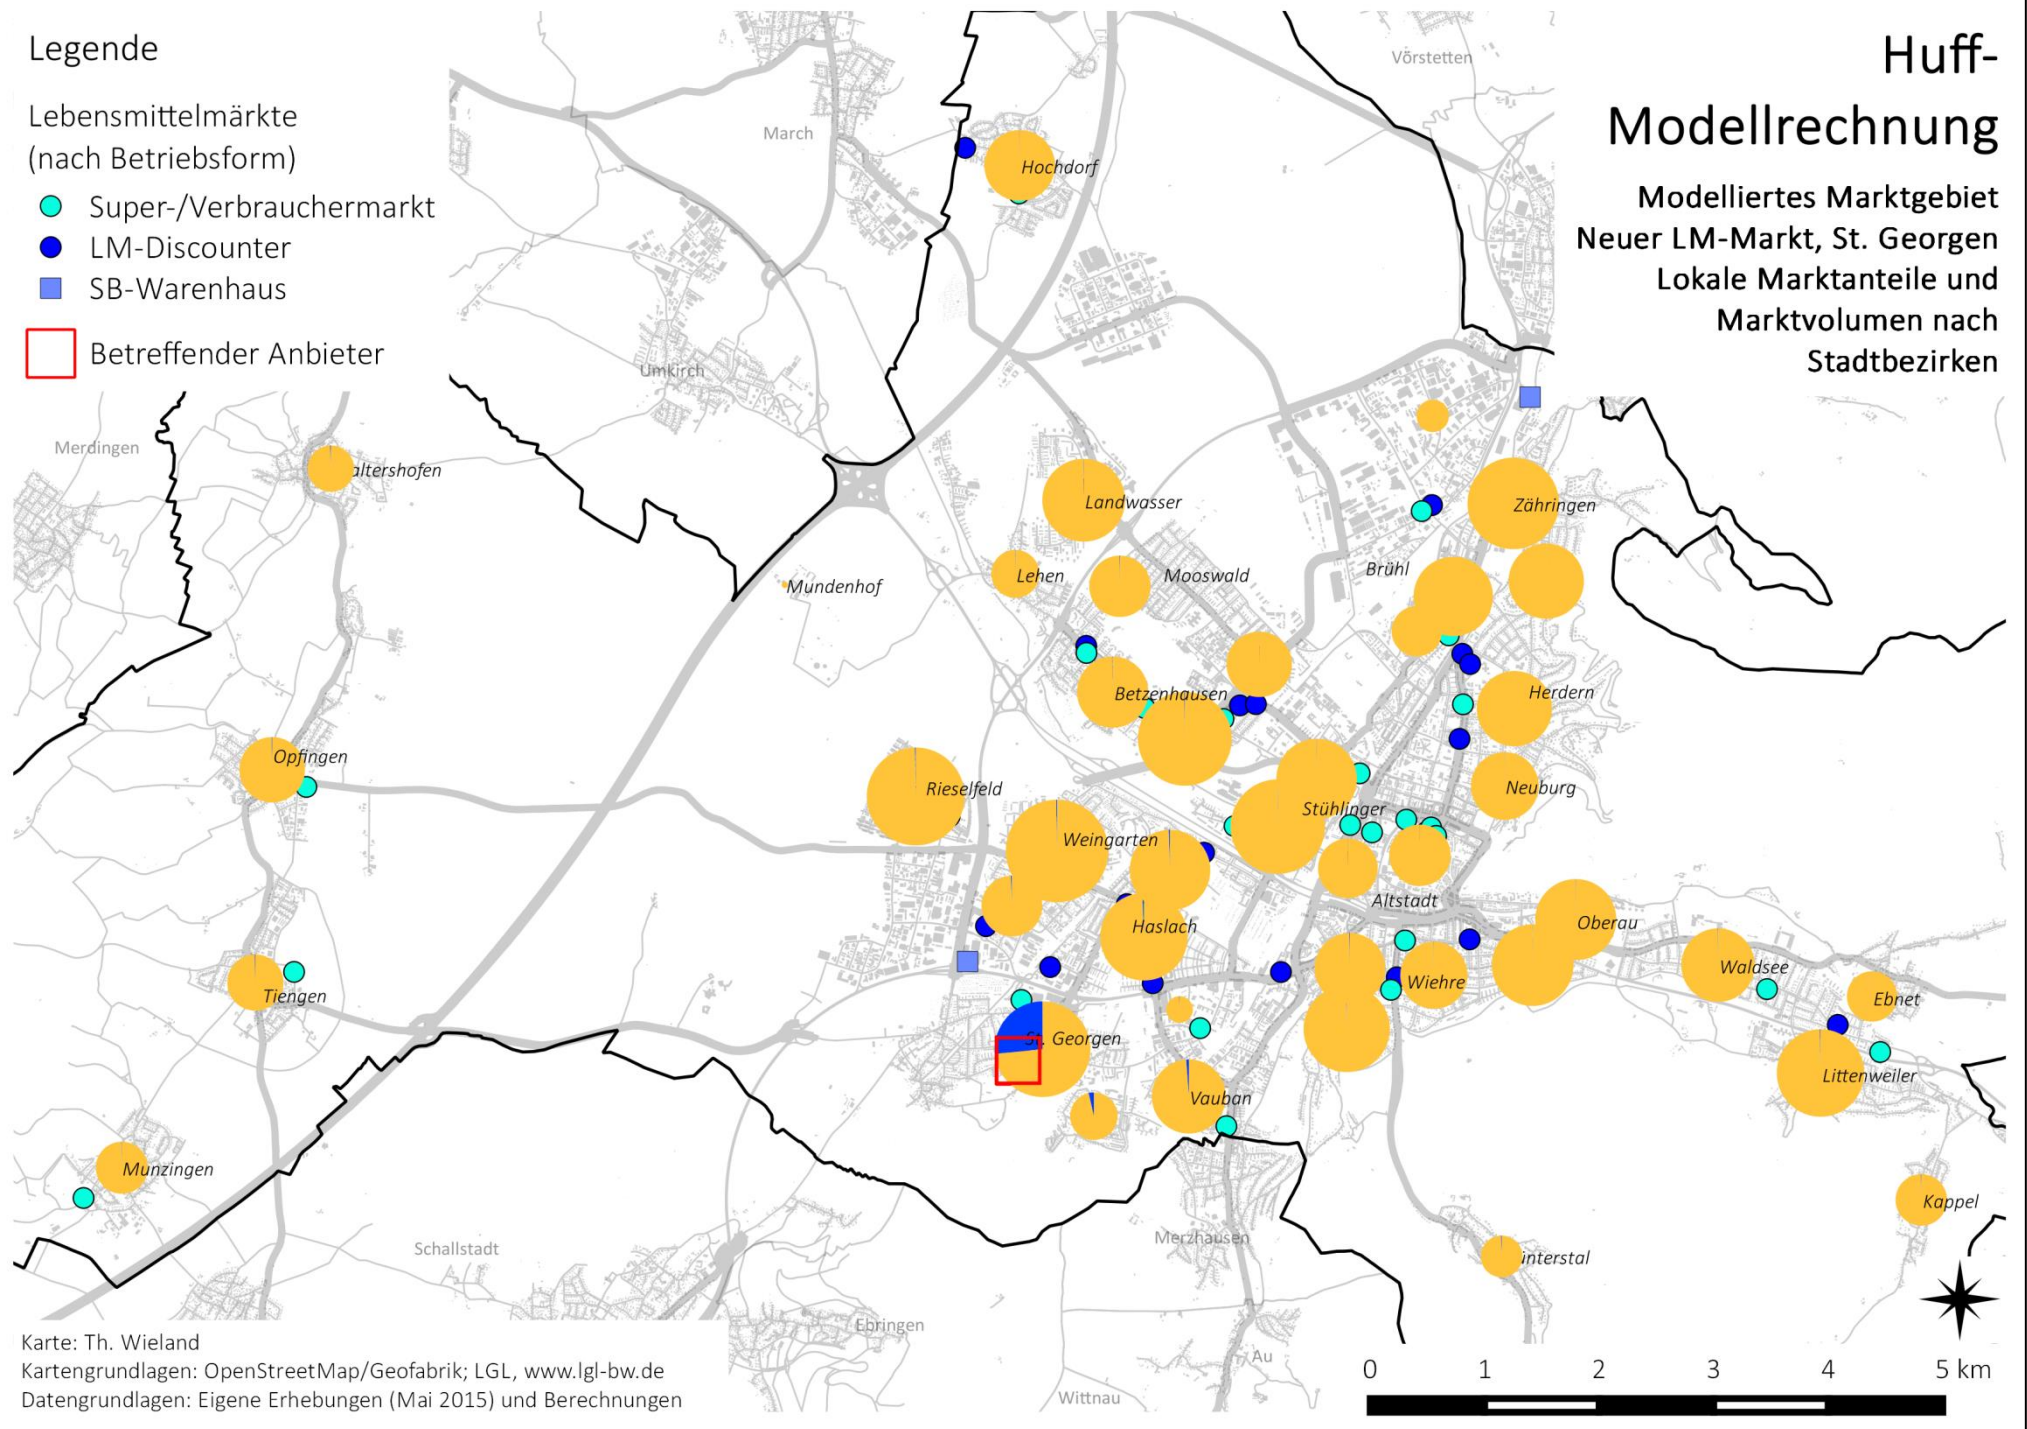 Legende
Lebensmittelmärkte
(nach Betriebsform)
Super-/Verbrauchermarkt
LM-Discounter
SB-Warenhaus
Betreffender Anbieter
Huff-
Modellrechnung
Modelliertes Marktgebiet
Neuer LM-Markt, St. Georgen
Lokale Marktanteile und
Marktvolumen nach
Stadtbezirken
Vörstetten
March
Hochdorf
Umkirch
Merdingen
altershofen
Landwasser
Zähringen
Lehen
Mooswald
Brühl
Mundenhof
Betzenhausen
Herdern
Opfingen
Rieselfeld
Neuburg
Stühlinger
Weingarten
Altstadt
Haslach
Oberau
Waldsee
Wiehre
Tiengen
Ebnet
St. Georgen
Littenweiler
Vauban
Munzingen
Kappel
Schallstadt
Merzhausen
ünterstal
Ebringen
Au
Wittnau
Karte: Th. Wieland
Kartengrundlagen: OpenStreetMap/Geofabrik; LGL, www.lgl-bw.de
Datengrundlagen: Eigene Erhebungen (Mai 2015) und Berechnungen
0 1 2 3 4 5 km